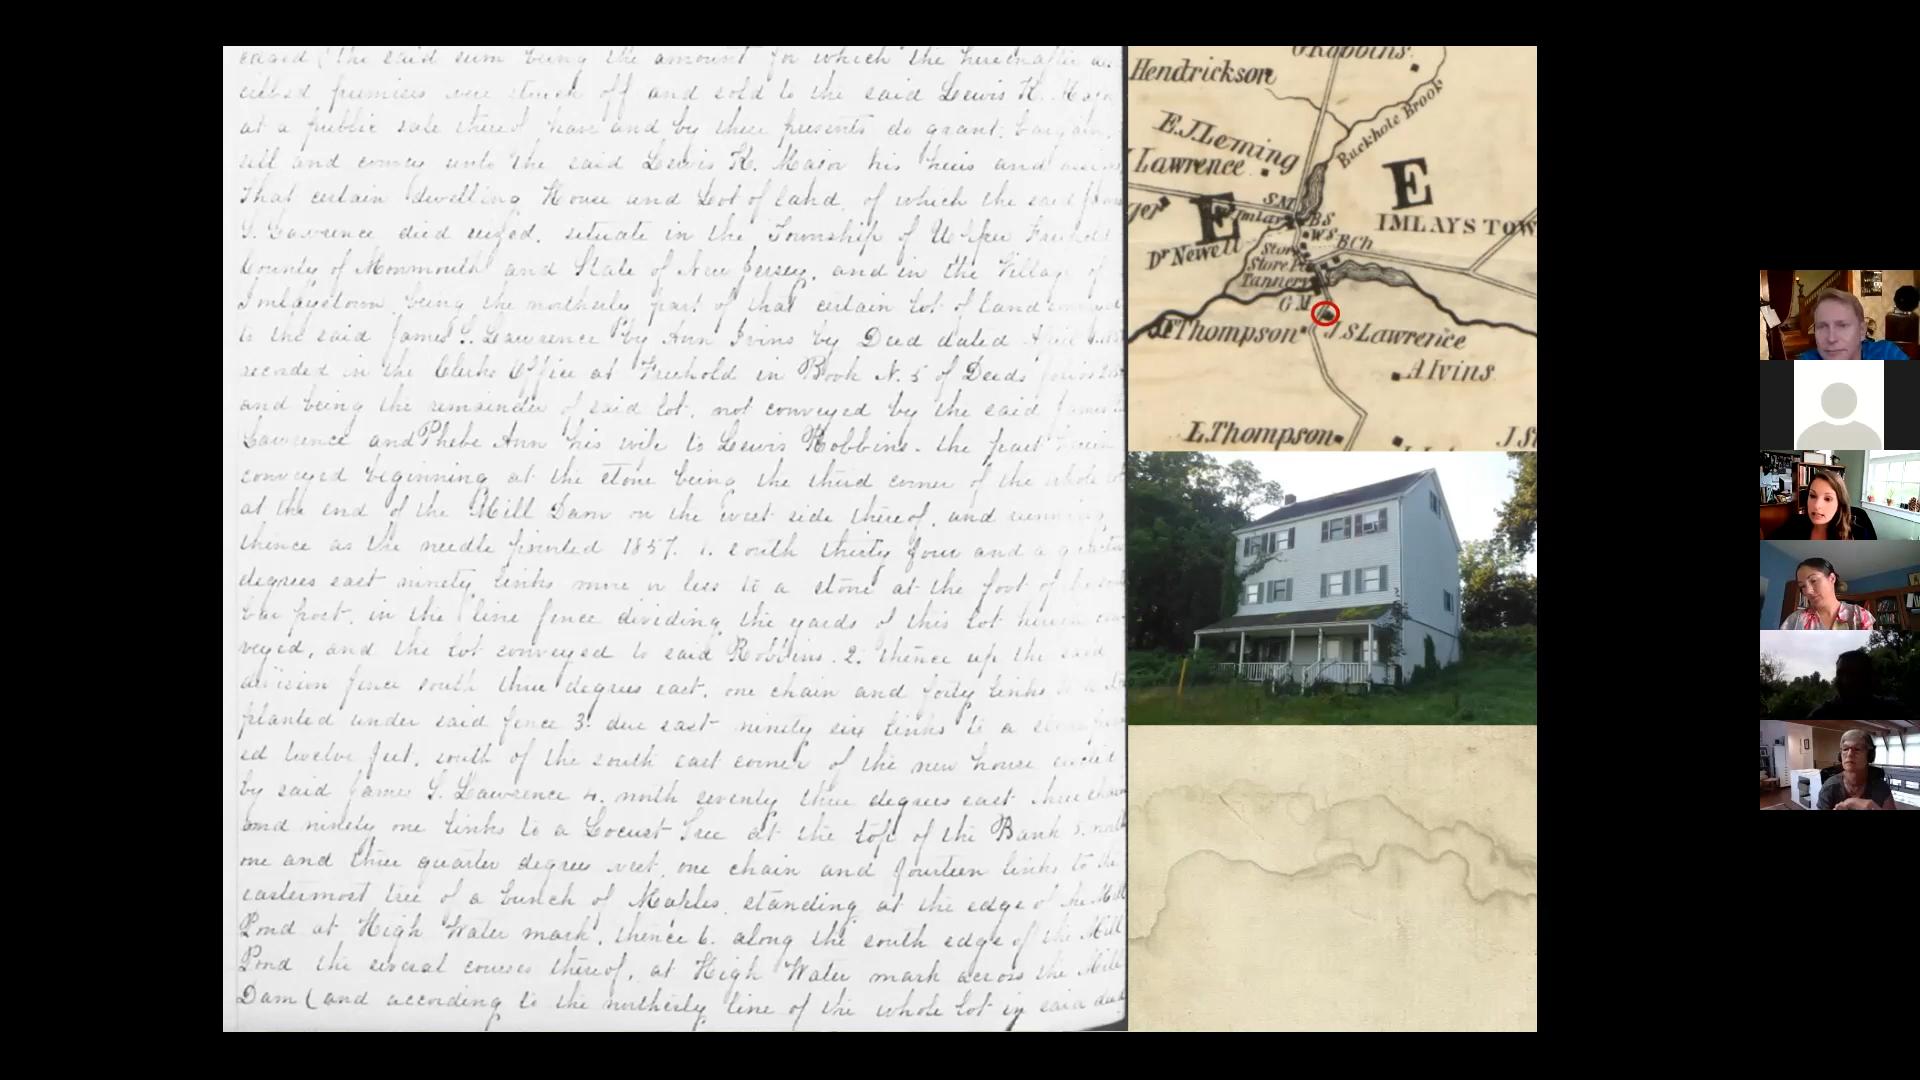 the said sum being the amount for which the hereinafter
premises were struck off and sold to the said Lewis K. Major
at a public sale thereof have and by these presents do grant, bargain,
sell and convey unto the said Lewis K. Major his heirs and
That certain dwelling House and Lot of land, of which the said
S. Lawrence died seized, situate in the Township of Upper Freehold
County of Monmouth and State of New Jersey, and in the Village of
Imlaystown, being the northerly part of that certain lot of land
to the said James S. Lawrence by Ann Ivins by Deed dated
recorded in the Clerks Office at Freehold in Book N. 5 of Deeds
and being the remainder of said lot, not conveyed by the said James
Lawrence and Phebe Ann his wife to Lewis Robbins. the part
conveyed beginning at the stone being the third corner of the whole
at the end of the Mill Dam on the west side thereof, and running
thence as the needle pointed 1857. 1. south thirty four and a
degrees east ninety links more or less to a stone at the foot of
bar post, in the line fence dividing the yards of this lot
veyed, and the lot conveyed to said Robbins. 2. thence up the said
division fence south three degrees east, one chain and forty links
planted under said fence 3. due east ninety six links to a
ed twelve feet, south of the south east corner of the new house
by said James S. Lawrence 4. north seventy three degrees east three
and ninety one links to a Locust Tree at the top of the Bank 5.
one and three quarter degrees west, one chain and fourteen links to the
easternmost tree of a bunch of Maples, standing at the edge of the Mill
Pond at High Water mark, thence 6. along the south edge of the Mill
Pond the several courses thereof, at High Water mark across the Mill
Dam (and according to the northerly line of the whole lot in said deed
G Robbins.
Hendrickson
Buckhole Brook
E.J.Leming
Lawrence
E
E
IMLAYS TOW
SM
Imlay
BS
WS
BCh
ger
Dr Newell
Store
Store
Tannery
G M
Thompson
J S Lawrence
A Ivins
L Thompson